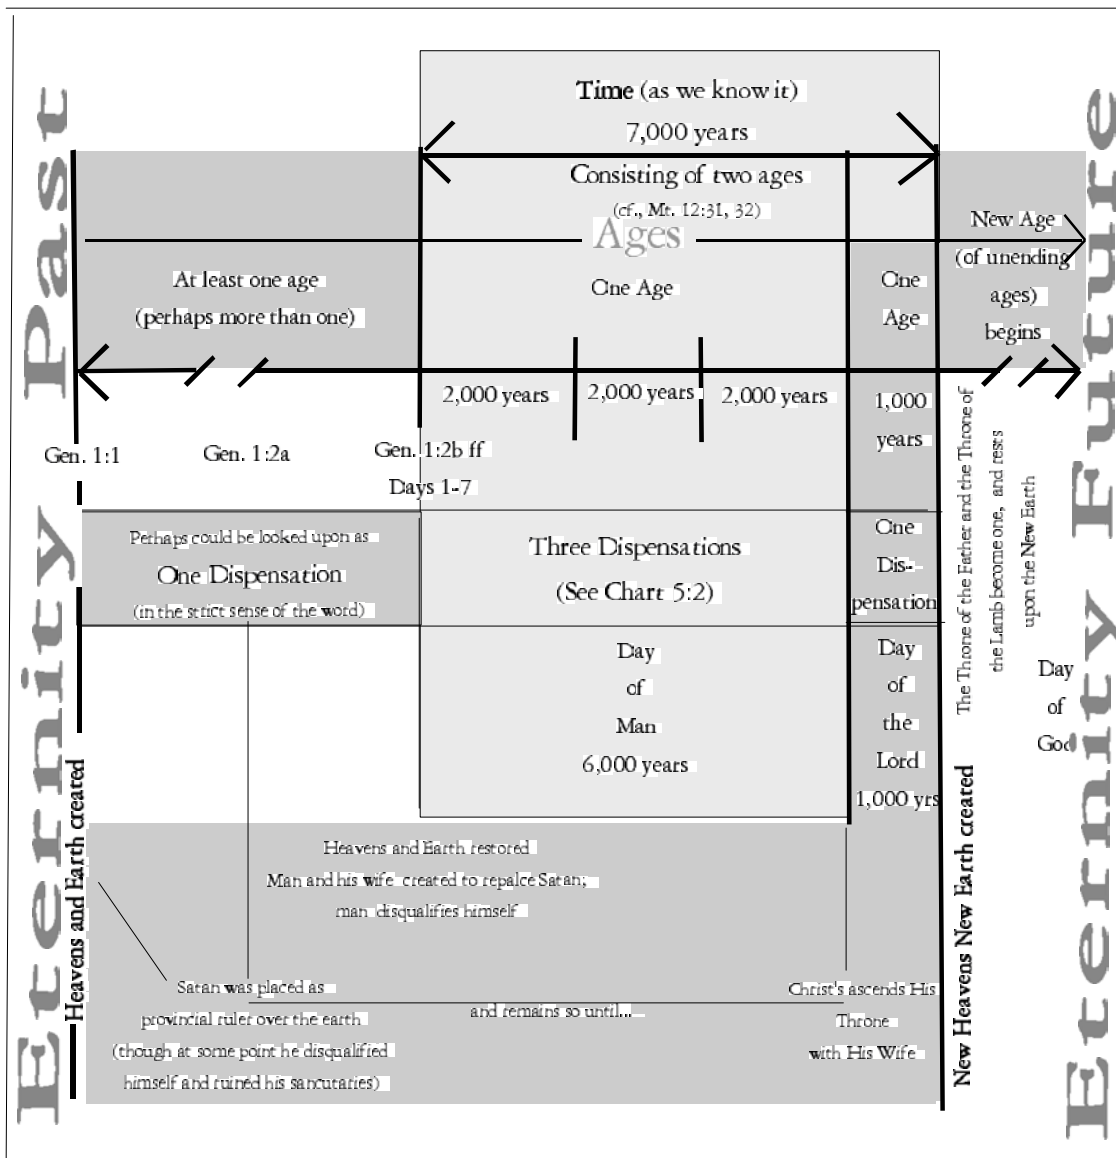 Eternity Past
Time (as we know it)
7,000 years
Consisting of two ages
(cf., Mt. 12:31, 32)
Ages
At least one age
(perhaps more than one)
One Age
One
Age
New Age
(of unending
ages)
begins
2,000 years
2,000 years
2,000 years
1,000
years
Gen. 1:1
Gen. 1:2a
Gen. 1:2b ff
Days 1-7
Perhaps could be looked upon as
One Dispensation
(in the strict sense of the word)
Three Dispensations
(See Chart 5:2)
One
Dis-
pensation
Day
of
Man
6,000 years
Day
of
the
Lord
1,000 yrs
The Throne of the Father and the Throne of
the Lamb become one, and rests
upon the New Earth
Day
of
God
Heavens and Earth created
Heavens and Earth restored
Man and his wife created to repalce Satan;
man disqualifies himself
Satan was placed as
provincial ruler over the earth
(though at some point he disqualified
himself and ruined his sancutaries)
and remains so until...
Christ's ascends His
Throne
with His Wife
New Heavens New Earth created
Eternity Future